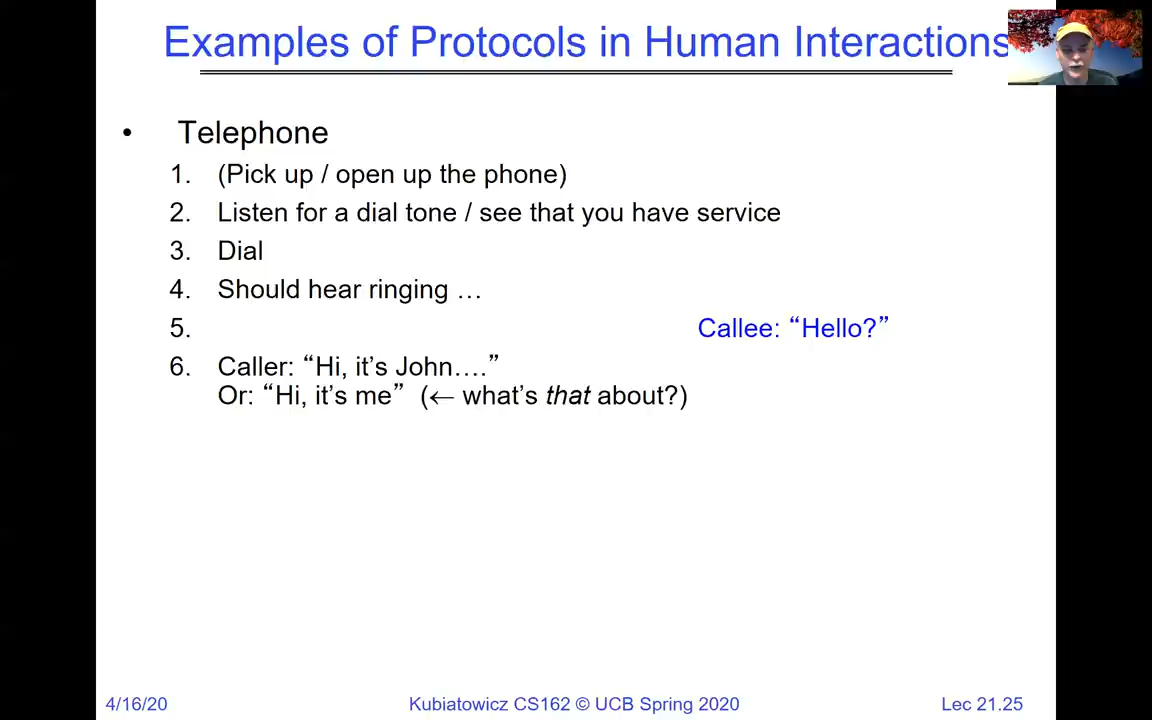 Examples of Protocols in Human Interactions
• Telephone
1. (Pick up / open up the phone)
2. Listen for a dial tone / see that you have service
3. Dial
4. Should hear ringing …
5. Callee: “Hello?”
6. Caller: “Hi, it’s John….”
Or: “Hi, it’s me” (← what’s that about?)
4/16/20 Kubiatowicz CS162 © UCB Spring 2020 Lec 21.25